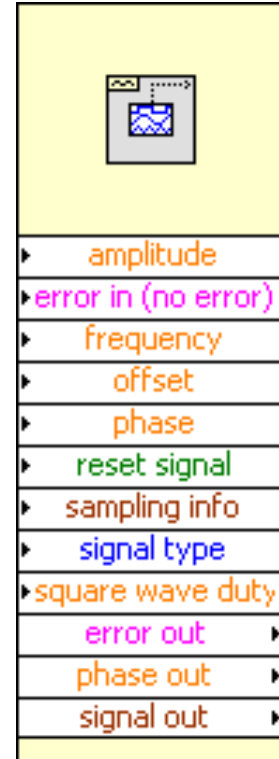 amplitude
error in (no error)
frequency
offset
phase
reset signal
sampling info
signal type
square wave duty
error out
phase out
signal out